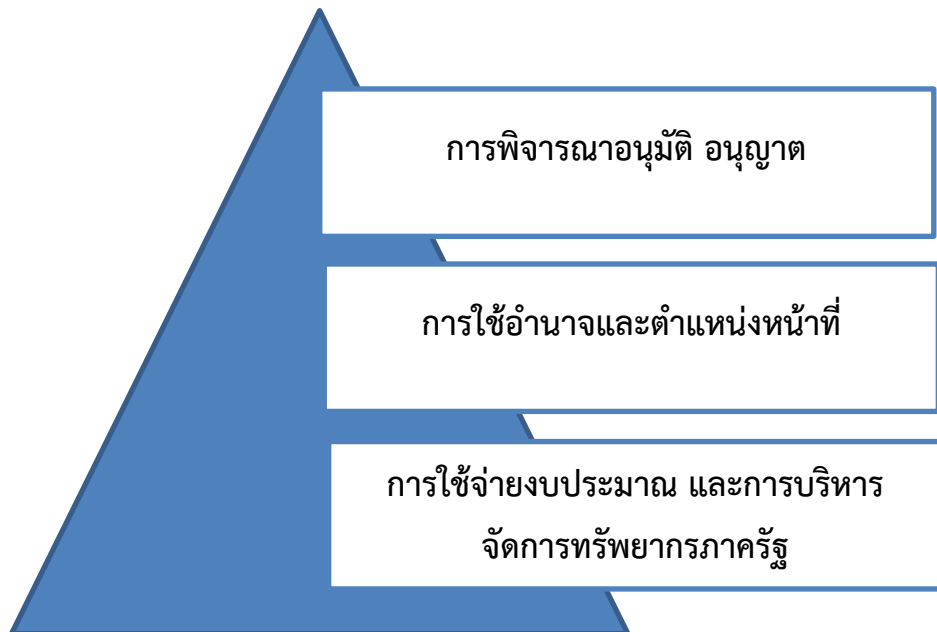 การพิจารณาอนุมัติ อนุญาต
การใช้อำนาจและตำแหน่งหน้าที่
การใช้จ่ายงบประมาณ และการบริหาร
จัดการทรัพยากรภาครัฐ